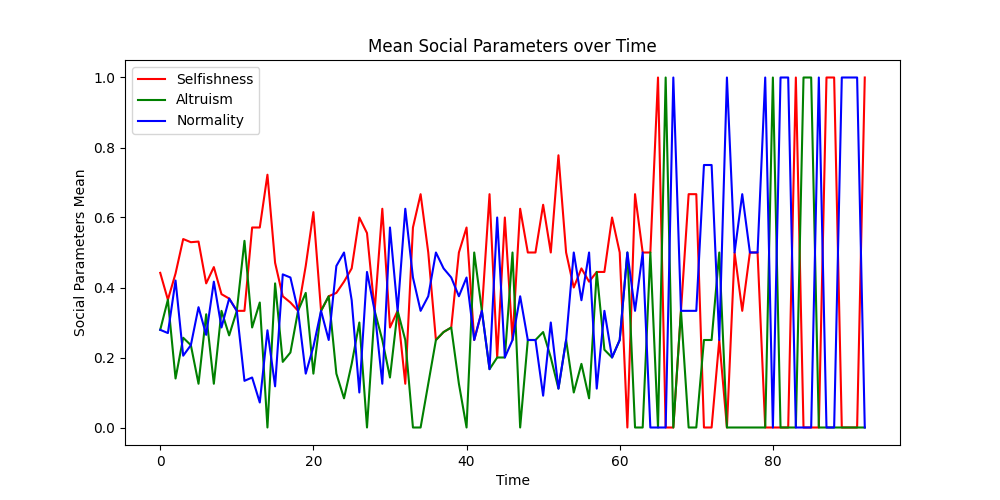 Mean Social Parameters over Time
Selfishness
Altruism
Normality
Social Parameters Mean
1.0
0.8
0.6
0.4
0.2
0.0
0 20 40 60 80
Time